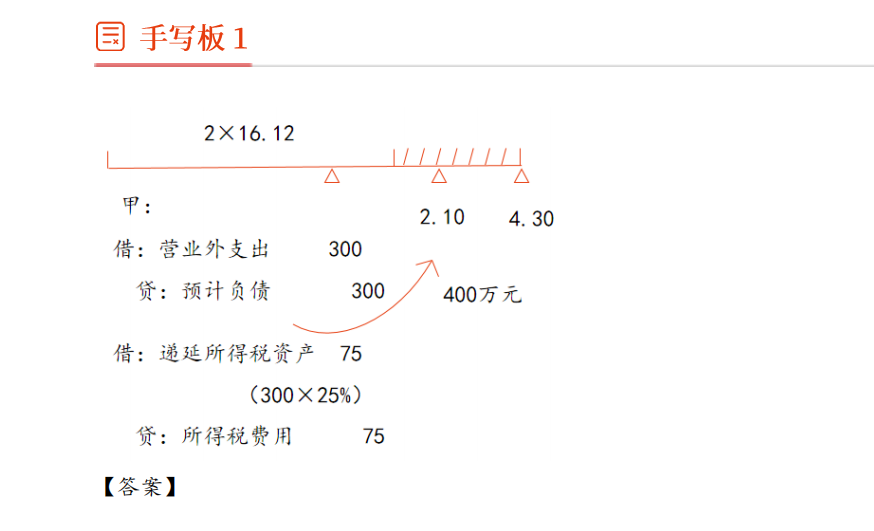 手写板 1
2×16.12
甲：
2.10 4.30
借：营业外支出 300
贷：预计负债 300
400万元
借：递延所得税资产 75
（300×25%）
贷：所得税费用 75
【答案】